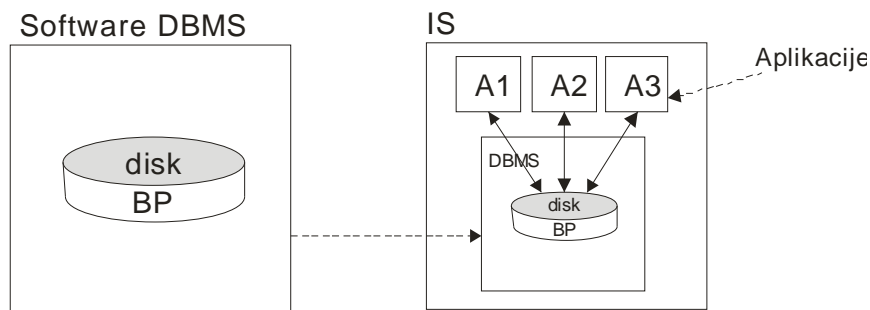 Software DBMS
IS
Aplikacije
A1 A2 A3
DBMS
disk
BP
disk
BP